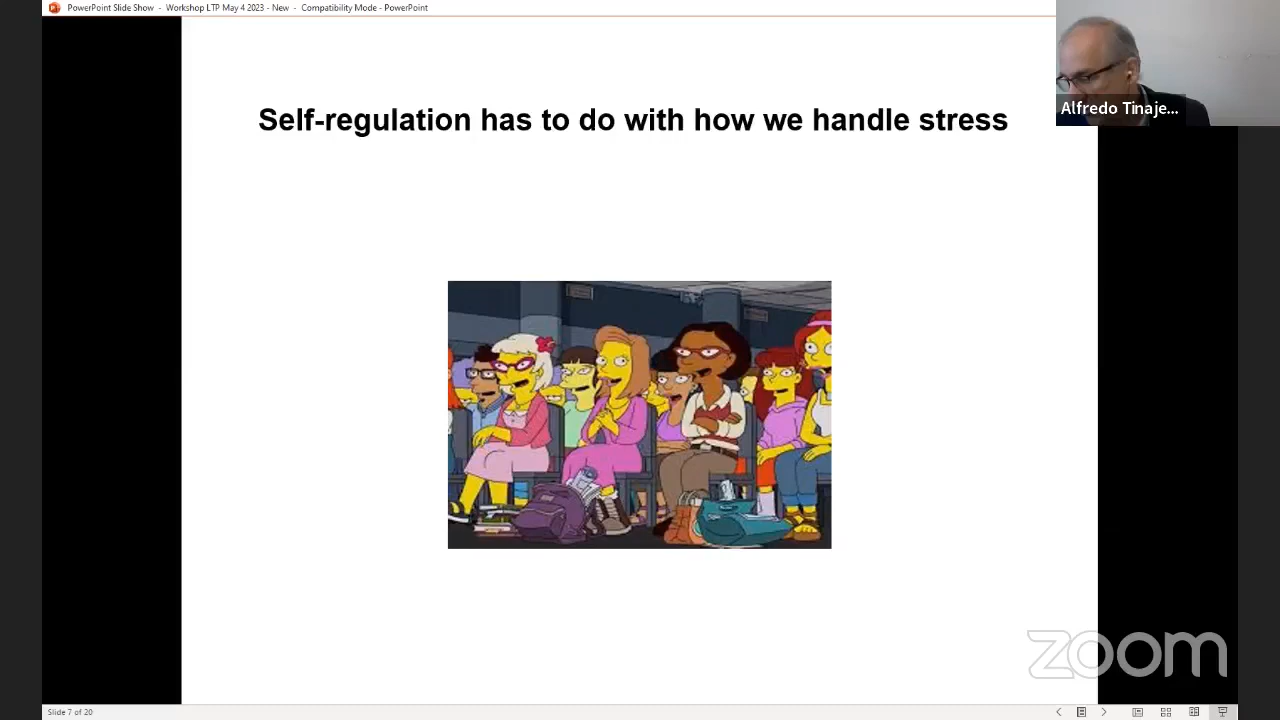 PowerPoint Slide Show - Workshop LTP May 4 2023 - New - Compatibility Mode - PowerPoint
Alfredo Tinaje...
Self-regulation has to do with how we handle stress
zoom
Slide 7 of 20